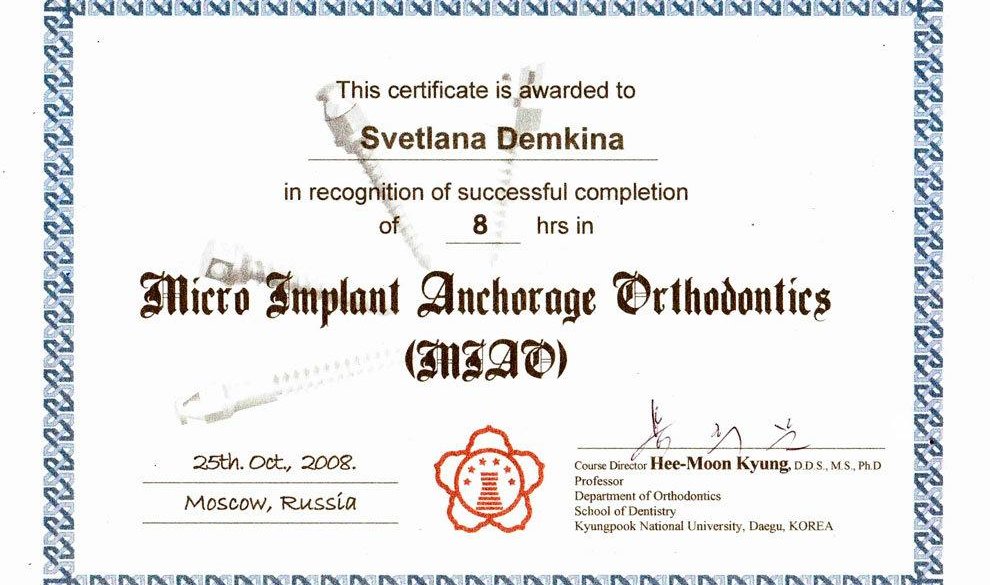 This certificate is awarded to
Svetlana Demkina
in recognition of successful completion
of 8 hrs in
Micro Implant Anchorage Orthodontics
(MIAO)
25th. Oct., 2008.
Moscow, Russia
Course Director Hee-Moon Kyung, D.D.S., M.S., Ph.D
Professor
Department of Orthodontics
School of Dentistry
Kyungpook National University, Daegu, KOREA